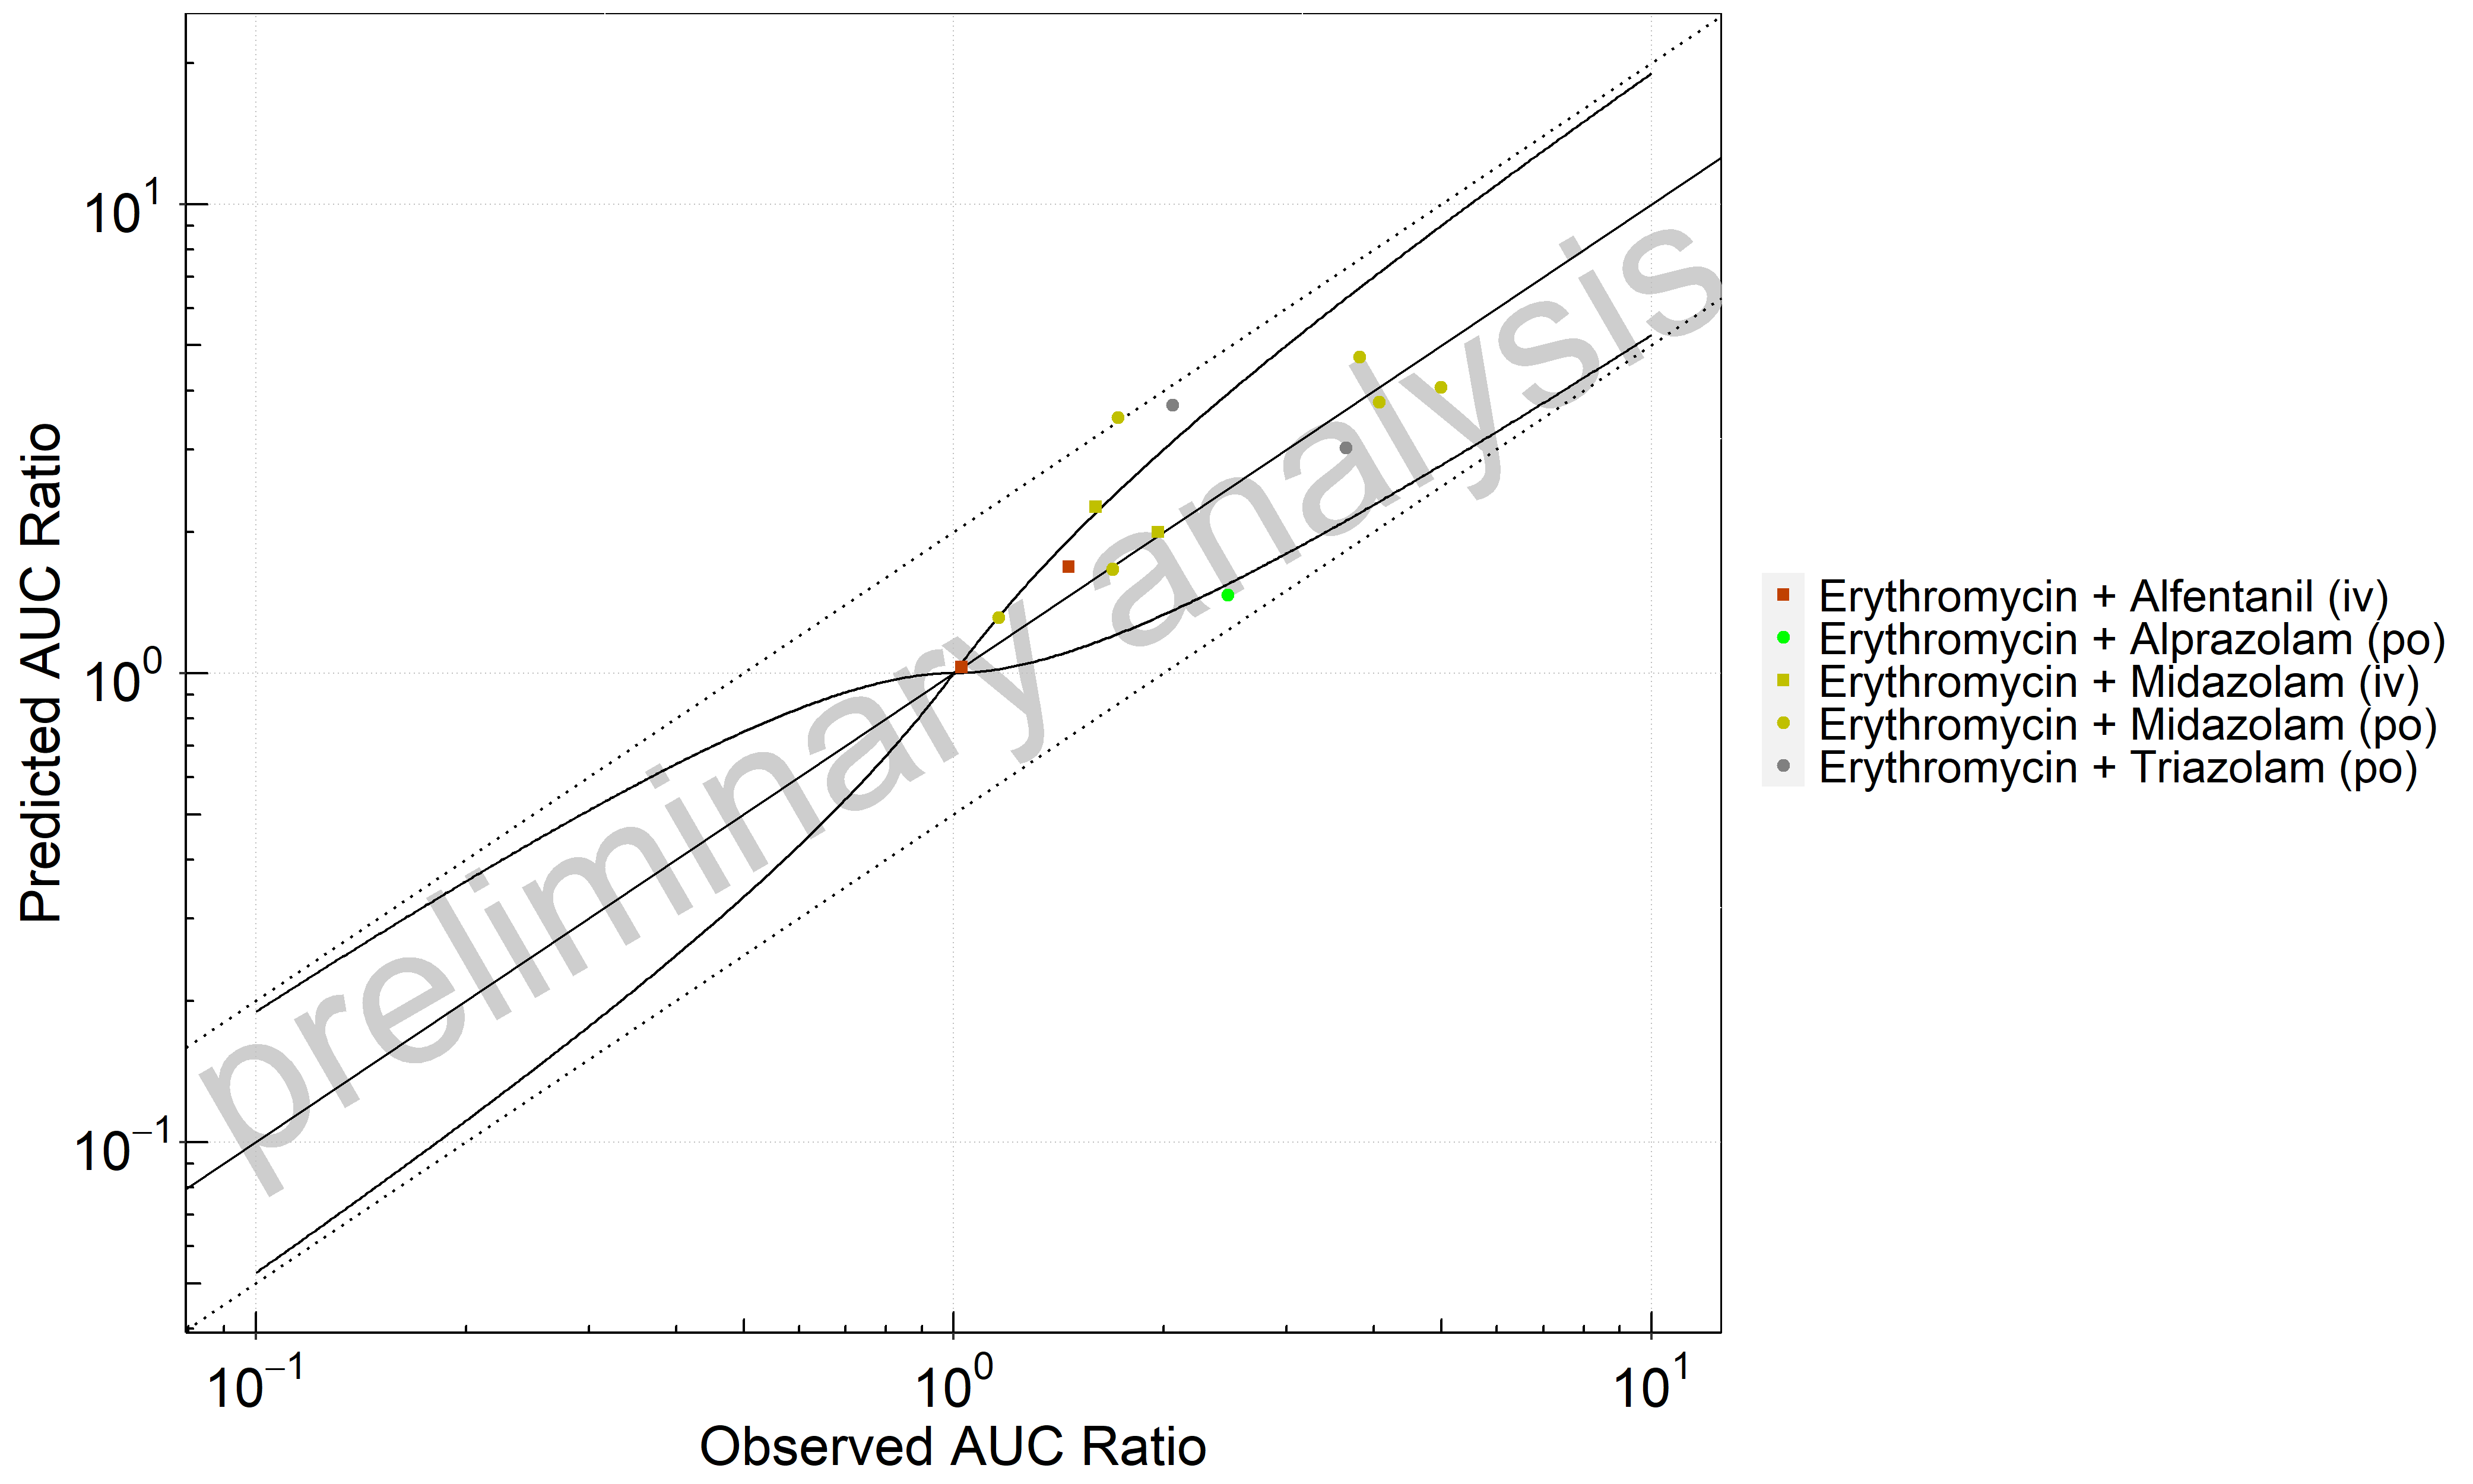 10¹
10⁰
10⁻¹
Predicted AUC Ratio
preliminary analysis
10⁻¹
10⁰
10¹
Observed AUC Ratio
Erythromycin + Alfentanil (iv)
Erythromycin + Alprazolam (po)
Erythromycin + Midazolam (iv)
Erythromycin + Midazolam (po)
Erythromycin + Triazolam (po)